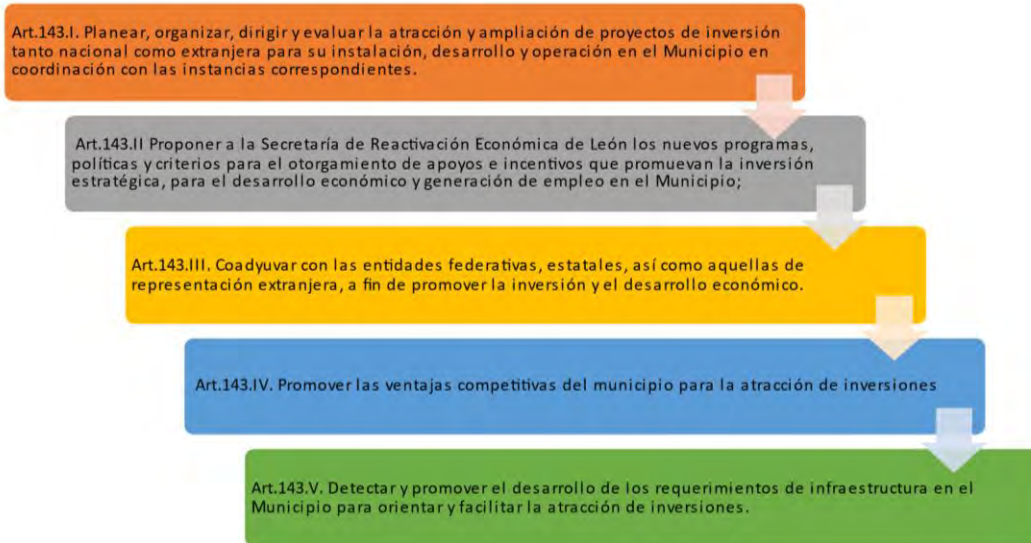 Art.143.I. Planear, organizar, dirigir y evaluar la atracción y ampliación de proyectos de inversión
tanto nacional como extranjera para su instalación, desarrollo y operación en el Municipio en
coordinación con las instancias correspondientes.
Art.143.II Proponer a la Secretaría de Reactivación Económica de León los nuevos programas,
políticas y criterios para el otorgamiento de apoyos e incentivos que promuevan la inversión
estratégica, para el desarrollo económico y generación de empleo en el Municipio;
Art.143.III. Coadyuvar con las entidades federativas, estatales, así como aquellas de
representación extranjera, a fin de promover la inversión y el desarrollo económico.
Art.143.IV. Promover las ventajas competitivas del municipio para la atracción de inversiones
Art.143.V. Detectar y promover el desarrollo de los requerimientos de infraestructura en el
Municipio para orientar y facilitar la atracción de inversiones.